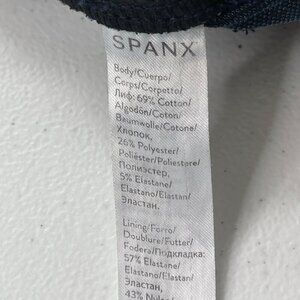 SPANX
Body/Cuerpo/
Corps/Corpetto/
Лиф: 69% Cotton/
Algodón/Coton/
Baumwolle/Cotone/
Хлопок,
26% Polyester/
Poliéster/Poliestere/
Полиэстер,
5% Elastane/
Elastano/Elastan/
Эластан.
Lining/Forro/
Doublure/Futter/
Fodera/Подкладка:
57% Elastane/
Elastano/Elastan/
Эластан,
43% Nylon